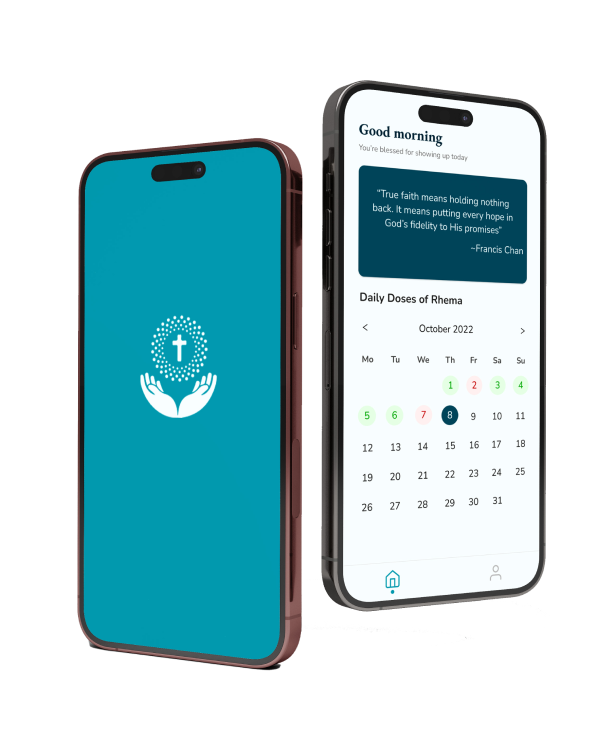 Good morning
You're blessed for showing up today
"True faith means holding nothing
back. It means putting every hope in
God's fidelity to His promises"
~Francis Chan
Daily Doses of Rhema
< October 2022 >
Mo Tu We Th Fr Sa Su
1 2 3 4
5 6 7 8 9 10 11
12 13 14 15 16 17 18
19 20 21 22 23 24 25
26 27 28 29 30 31